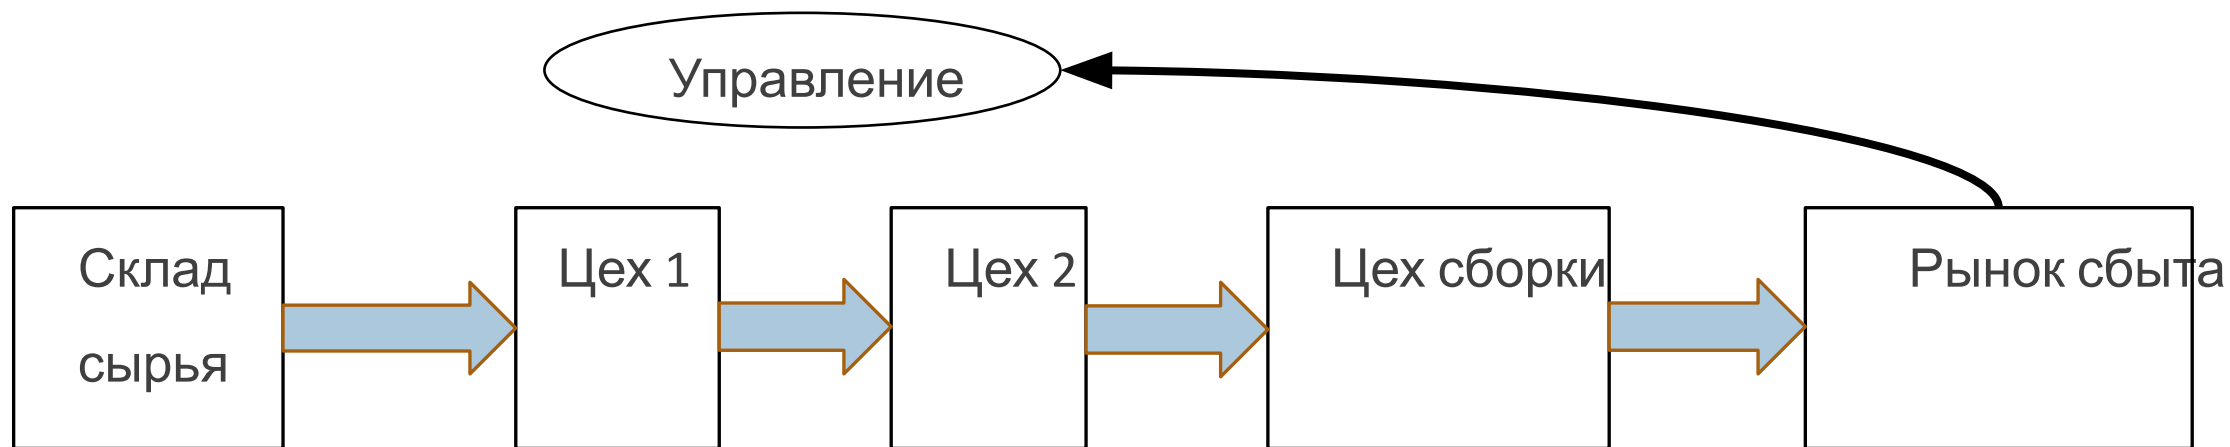 Управление
Склад
сырья
Цех 1
Цех 2
Цех сборки
Рынок сбыта